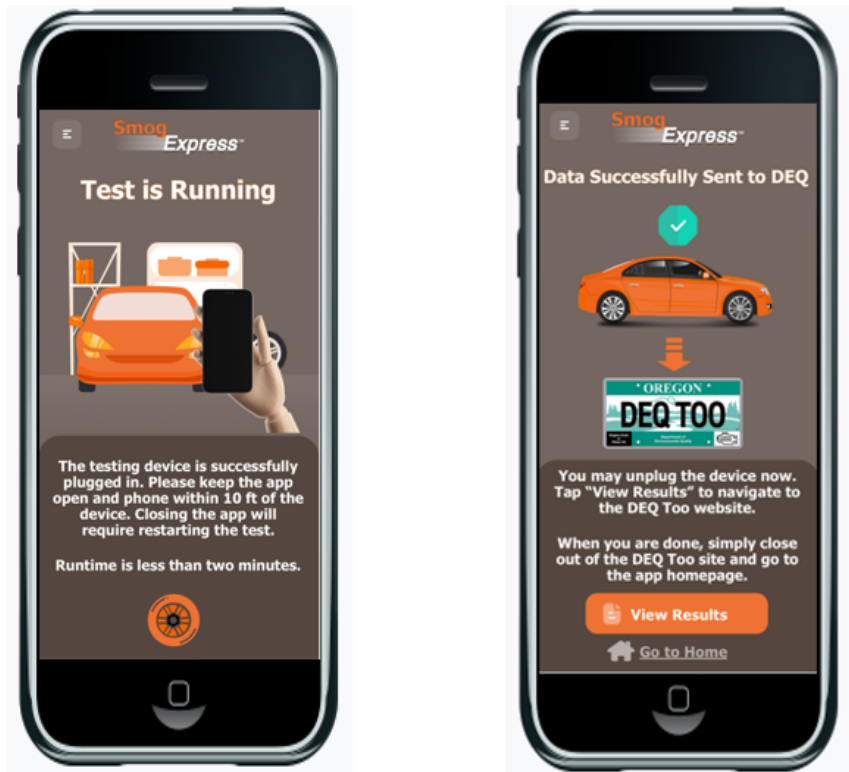 Smog
Express™
Test is Running
The testing device is successfully
plugged in. Please keep the app
open and phone within 10 ft of the
device. Closing the app will
require restarting the test.
Runtime is less than two minutes.
Smog
Express™
Data Successfully Sent to DEQ
OREGON
DEQ TOO
You may unplug the device now.
Tap “View Results” to navigate to
the DEQ Too website.
When you are done, simply close
out of the DEQ Too site and go to
the app homepage.
View Results
Go to Home